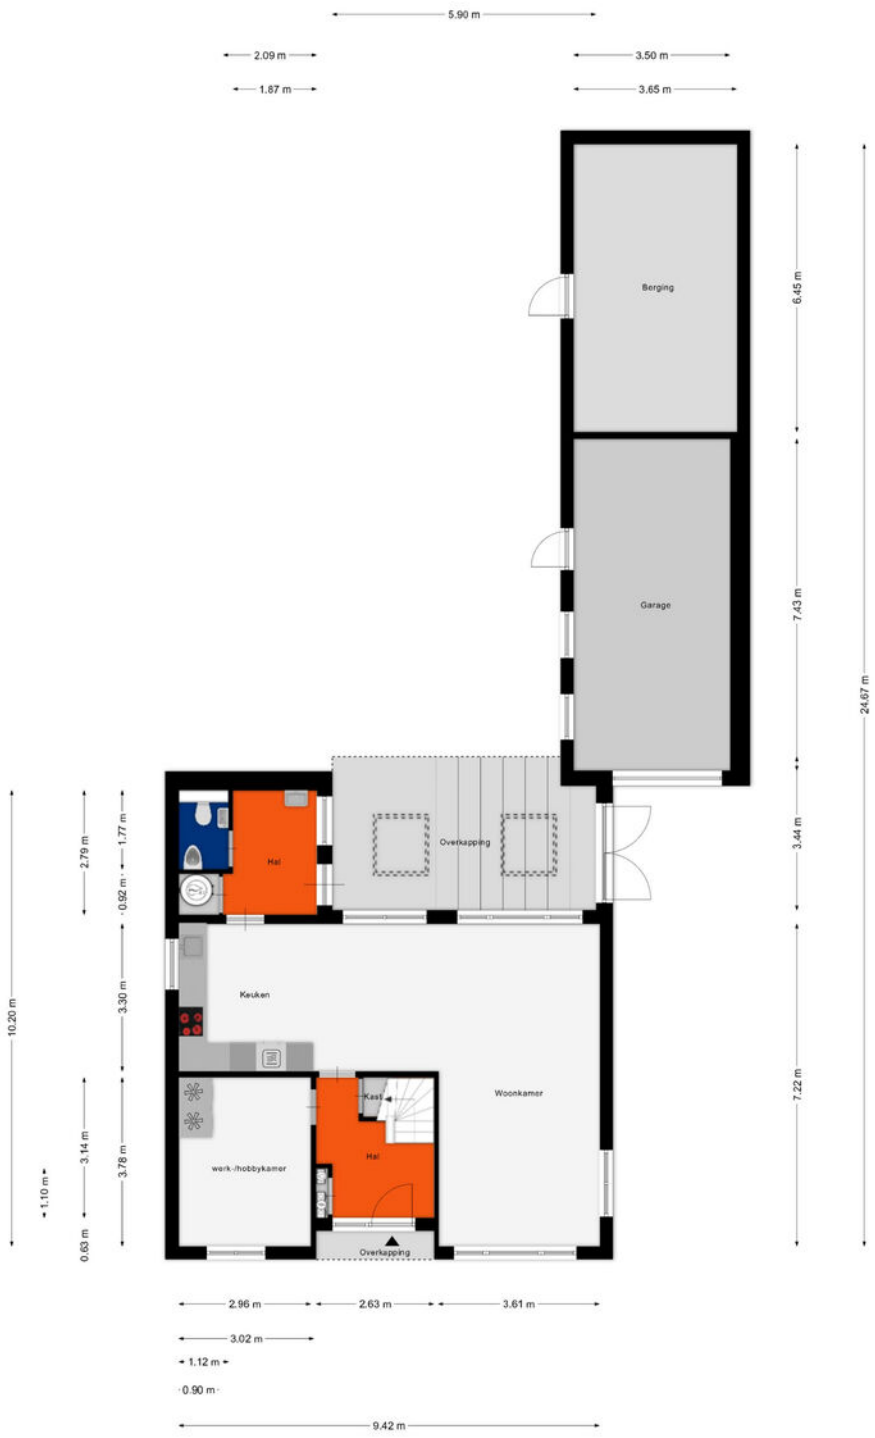 5.90 m
2.09 m
3.50 m
1.87 m
3.65 m
Berging
6.45 m
Garage
7.43 m
24.67 m
Overkapping
Hal
1.77 m
2.79 m
0.92 m
3.44 m
Keuken
3.30 m
10.20 m
Woonkamer
Kast
7.22 m
Hal
werk-/hobbykamer
3.14 m
3.78 m
1.10 m
0.63 m
Overkapping
2.96 m
2.63 m
3.61 m
3.02 m
1.12 m
0.90 m
9.42 m